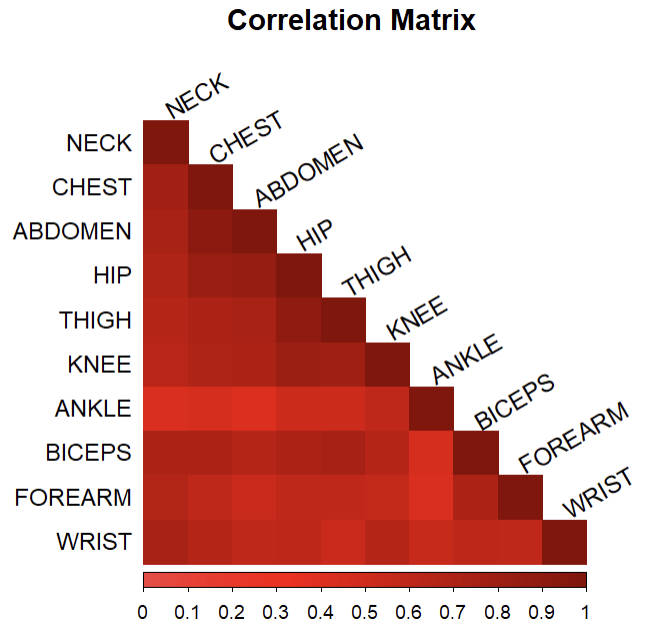 Correlation Matrix
NECK
CHEST
ABDOMEN
HIP
THIGH
KNEE
ANKLE
BICEPS
FOREARM
WRIST
NECK
CHEST
ABDOMEN
HIP
THIGH
KNEE
ANKLE
BICEPS
FOREARM
WRIST
0 0.1 0.2 0.3 0.4 0.5 0.6 0.7 0.8 0.9 1